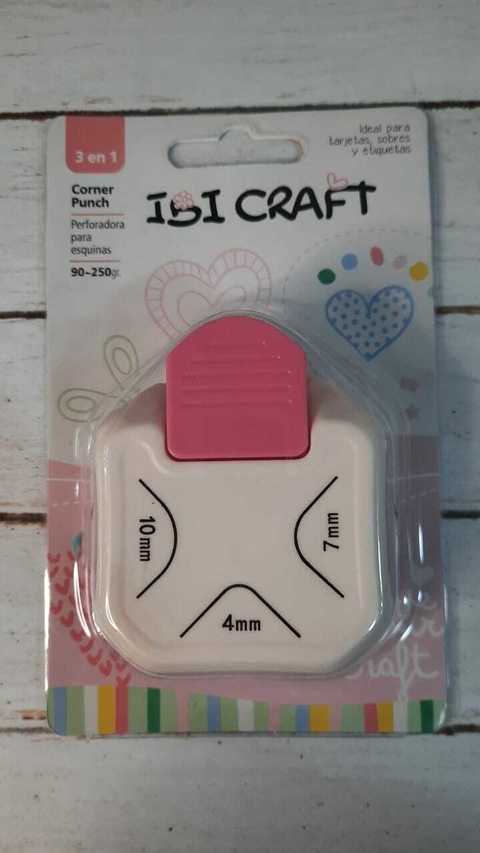 3 en 1
Ideal para
tarjetas, sobres
y etiquetas
Corner
Punch
IBI CRAFT
Perforadora
para
esquinas
90~250gr.
10mm
7mm
4mm
raft